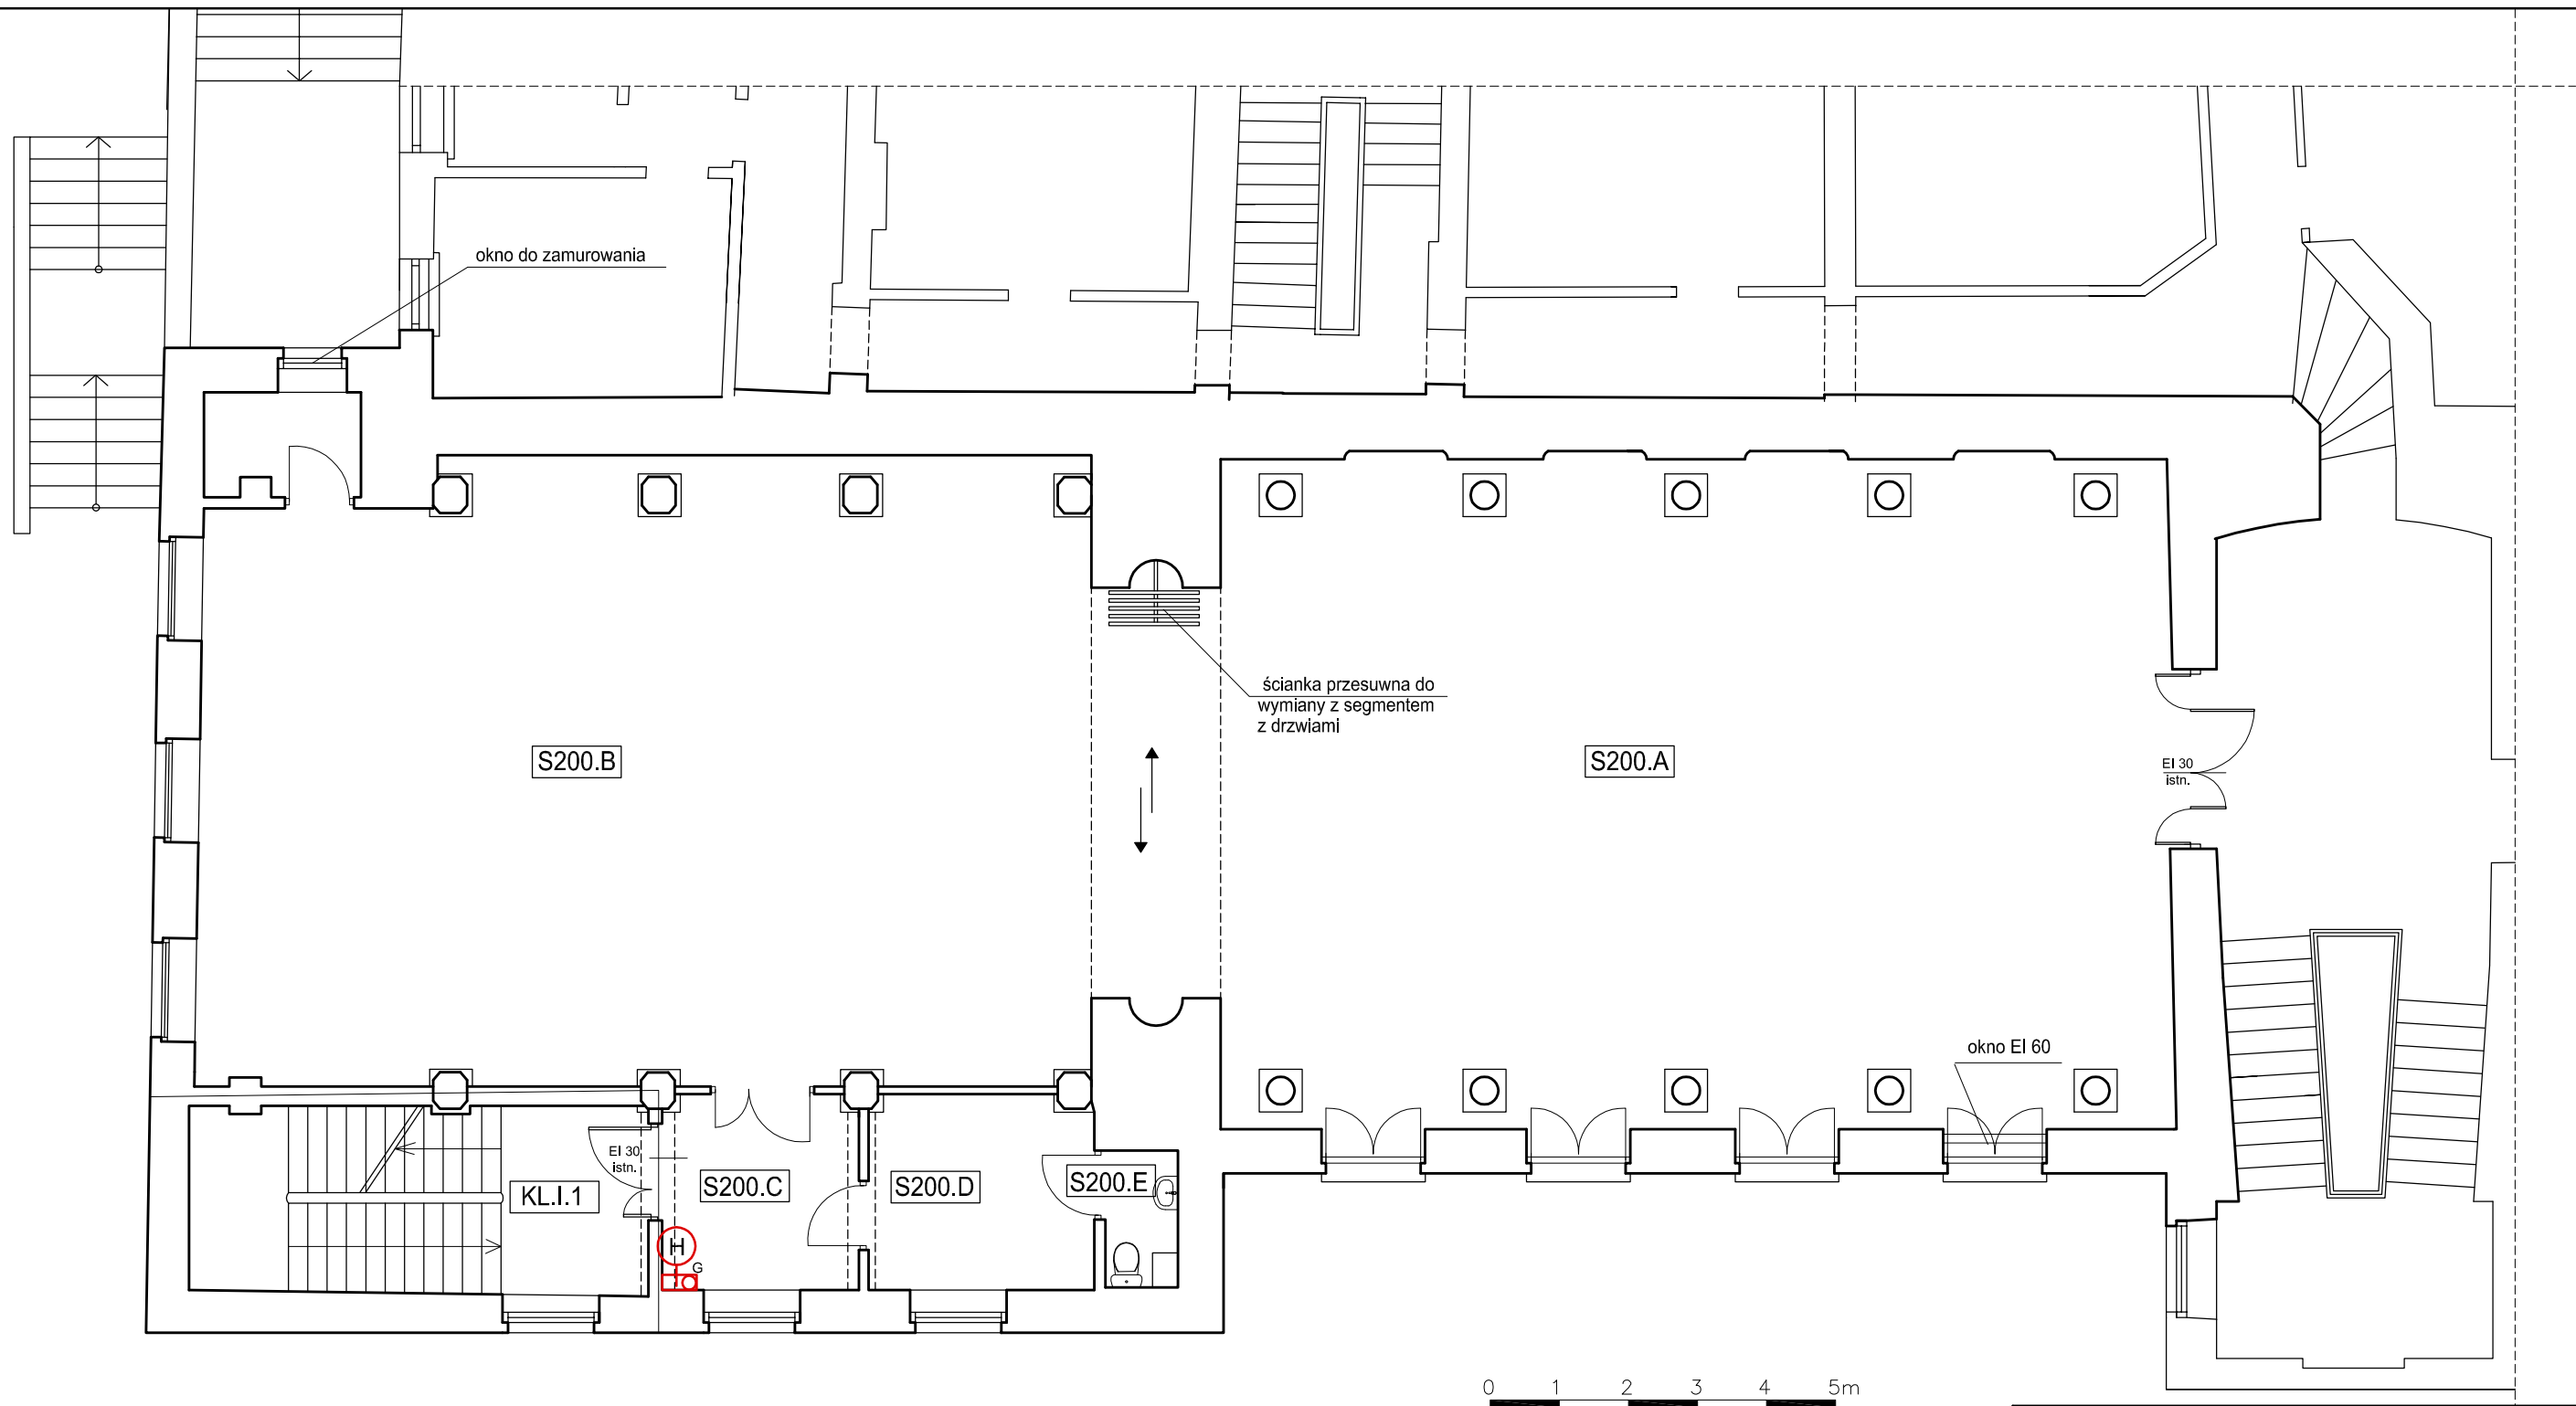 okno do zamurowania
ścianka przesuwna do
wymiany z segmentem
z drzwiami
S200.B
S200.A
EI 30
istn.
okno EI 60
EI 30
istn.
KL.I.1
S200.C
S200.D
S200.E
H
G
0 1 2 3 4 5m